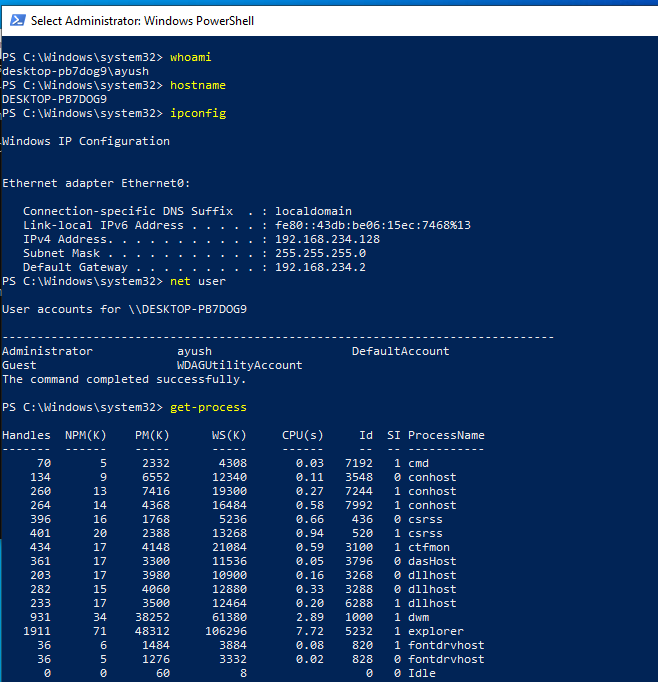 Select Administrator: Windows PowerShell
PS C:\Windows\system32> whoami
desktop-pb7dog9\ayush
PS C:\Windows\system32> hostname
DESKTOP-PB7DOG9
PS C:\Windows\system32> ipconfig
Windows IP Configuration
Ethernet adapter Ethernet0:
   Connection-specific DNS Suffix  . : localdomain
   Link-local IPv6 Address . . . . . : fe80::43db:be06:15ec:7468%13
   IPv4 Address. . . . . . . . . . . : 192.168.234.128
   Subnet Mask . . . . . . . . . . . : 255.255.255.0
   Default Gateway . . . . . . . . . : 192.168.234.2
PS C:\Windows\system32> net user
User accounts for \\DESKTOP-PB7DOG9
-------------------------------------------------------------------------------
Administrator            ayush                    DefaultAccount
Guest                    WDAGUtilityAccount
The command completed successfully.
PS C:\Windows\system32> get-process
Handles  NPM(K)    PM(K)      WS(K)     CPU(s)     Id  SI ProcessName
-------  ------    -----      -----     ------     --  -- -----------
     70       5     2332       4308       0.03   7192   1 cmd
    134       9     6552      12340       0.11   3548   0 conhost
    260      13     7416      19300       0.27   7244   1 conhost
    264      14     4368      16484       0.58   7992   1 conhost
    396      16     1768       5236       0.66    436   0 csrss
    401      20     2388      13268       0.94    520   1 csrss
    434      17     4148      21084       0.59   3100   1 ctfmon
    361      17     3300      11536       0.05   3796   0 dasHost
    203      17     3980      10900       0.16   3268   0 dllhost
    282      15     4060      12880       0.33   3288   0 dllhost
    233      17     3500      12464       0.20   6288   1 dllhost
    931      34    38252      61380       2.89   1000   1 dwm
   1911      71    48312     106296       7.72   5232   1 explorer
     36       6     1484       3884       0.08    820   1 fontdrvhost
     36       5     1276       3332       0.02    828   0 fontdrvhost
      0       0       60          8                 0   0 Idle